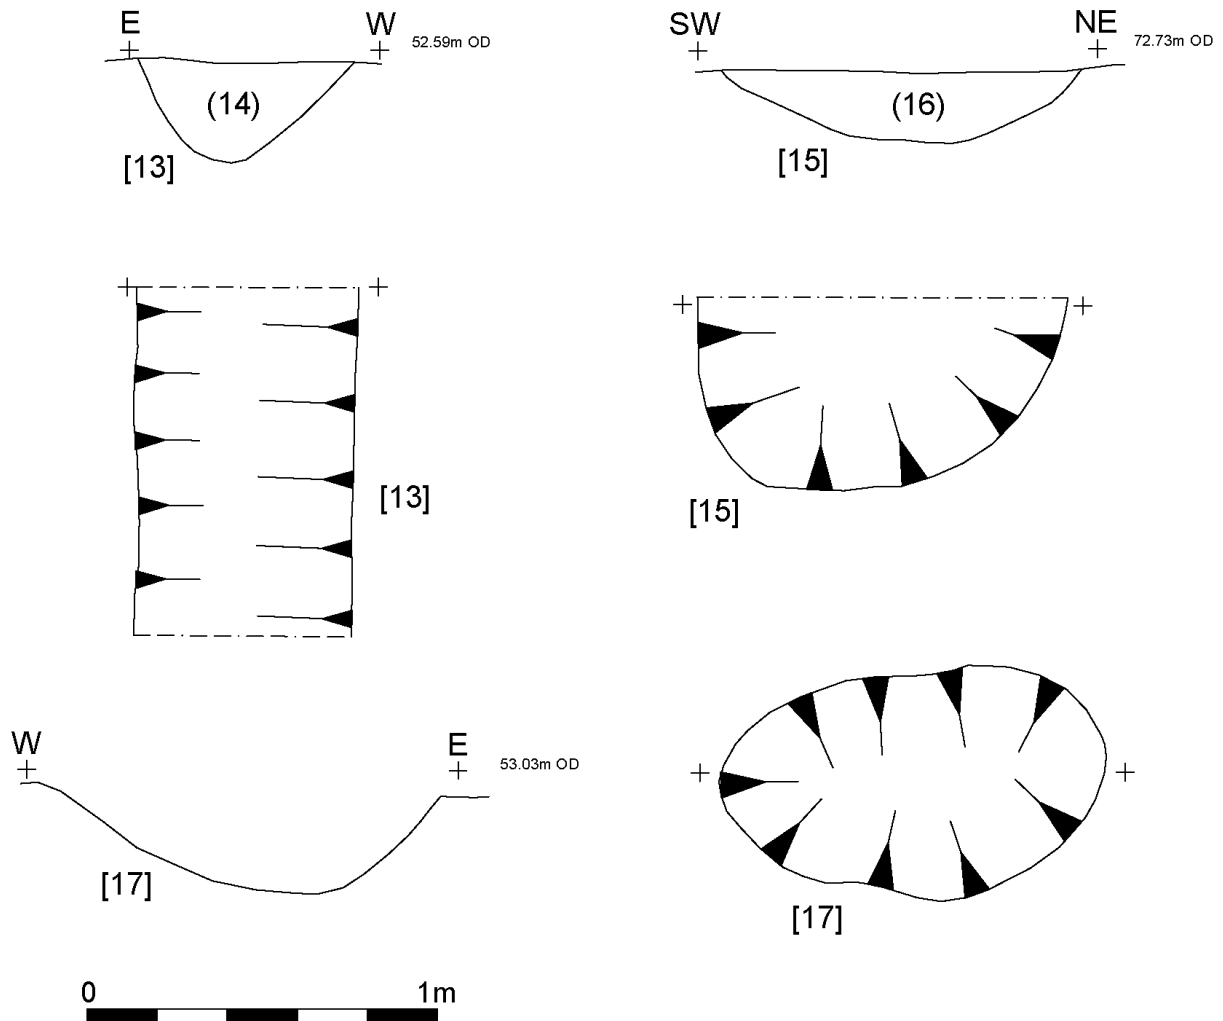 E W 52.59m OD
(14)
[13]
SW NE 72.73m OD
(16)
[15]
[13]
[15]
W E 53.03m OD
[17]
[17]
0 1m